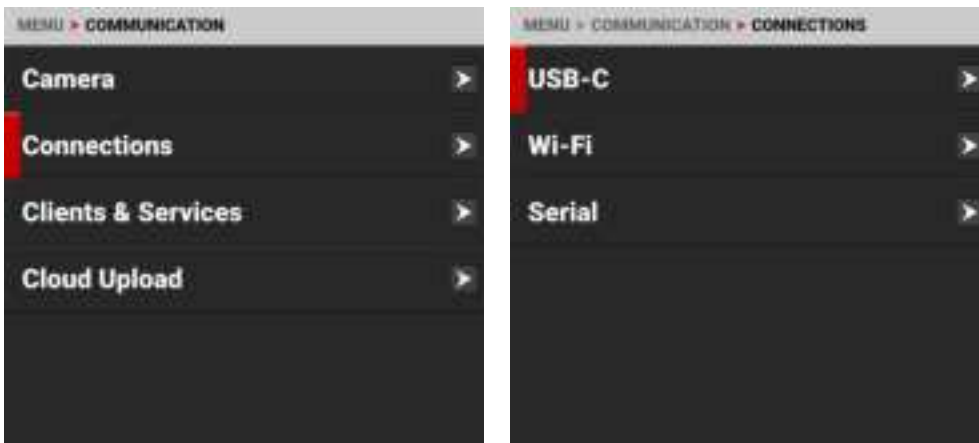 MENU > COMMUNICATION
Camera
Connections
Clients & Services
Cloud Upload
MENU > COMMUNICATION > CONNECTIONS
USB-C
Wi-Fi
Serial